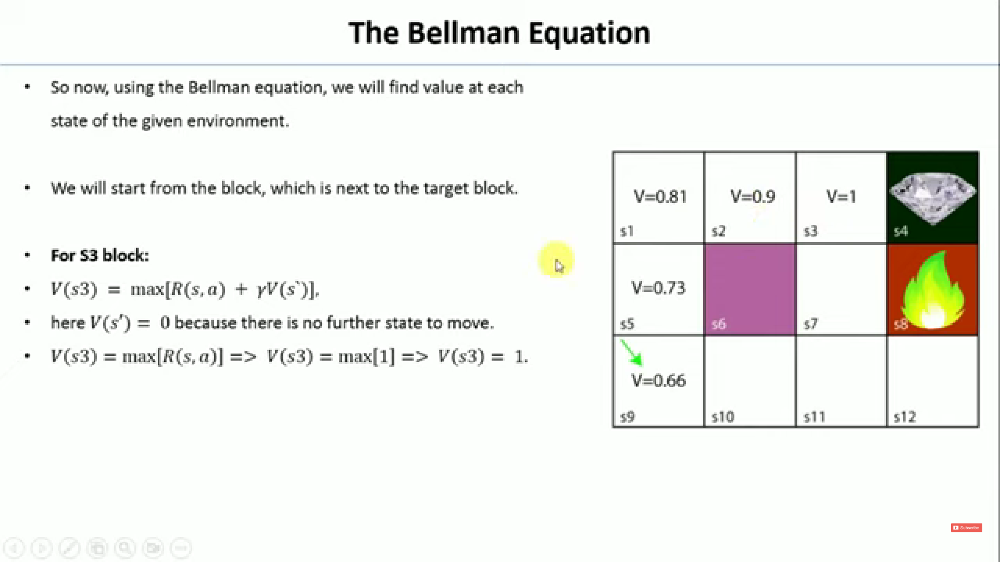 The Bellman Equation
• So now, using the Bellman equation, we will find value at each
state of the given environment.
• We will start from the block, which is next to the target block.
• For S3 block:
• V(s3) = max[R(s, a) + γV(s`)],
• here V(s′) = 0 because there is no further state to move.
• V(s3) = max[R(s, a)] => V(s3) = max[1] => V(s3) = 1.
V=0.81 V=0.9 V=1
s1 s2 s3 s4
V=0.73
s5 s6 s7 s8
V=0.66
s9 s10 s11 s12
Subscribe